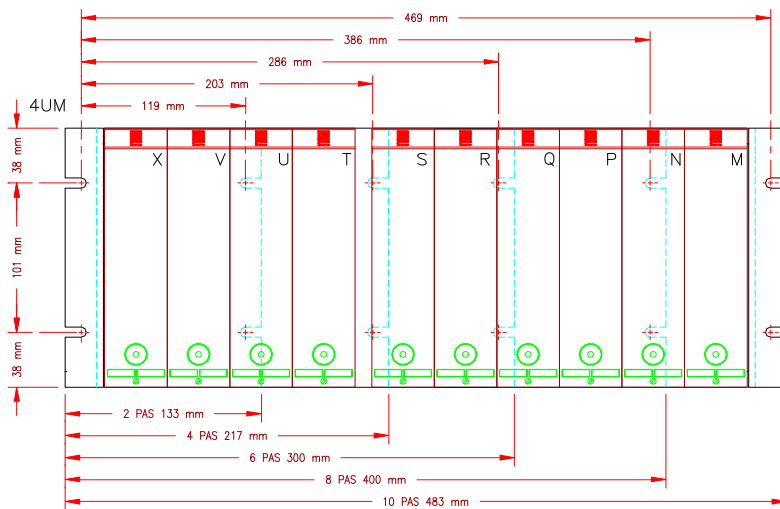 469 mm
386 mm
286 mm
203 mm
4UM
119 mm
38 mm
X V U T S R Q P N M
101 mm
38 mm
2 PAS 133 mm
4 PAS 217 mm
6 PAS 300 mm
8 PAS 400 mm
10 PAS 483 mm